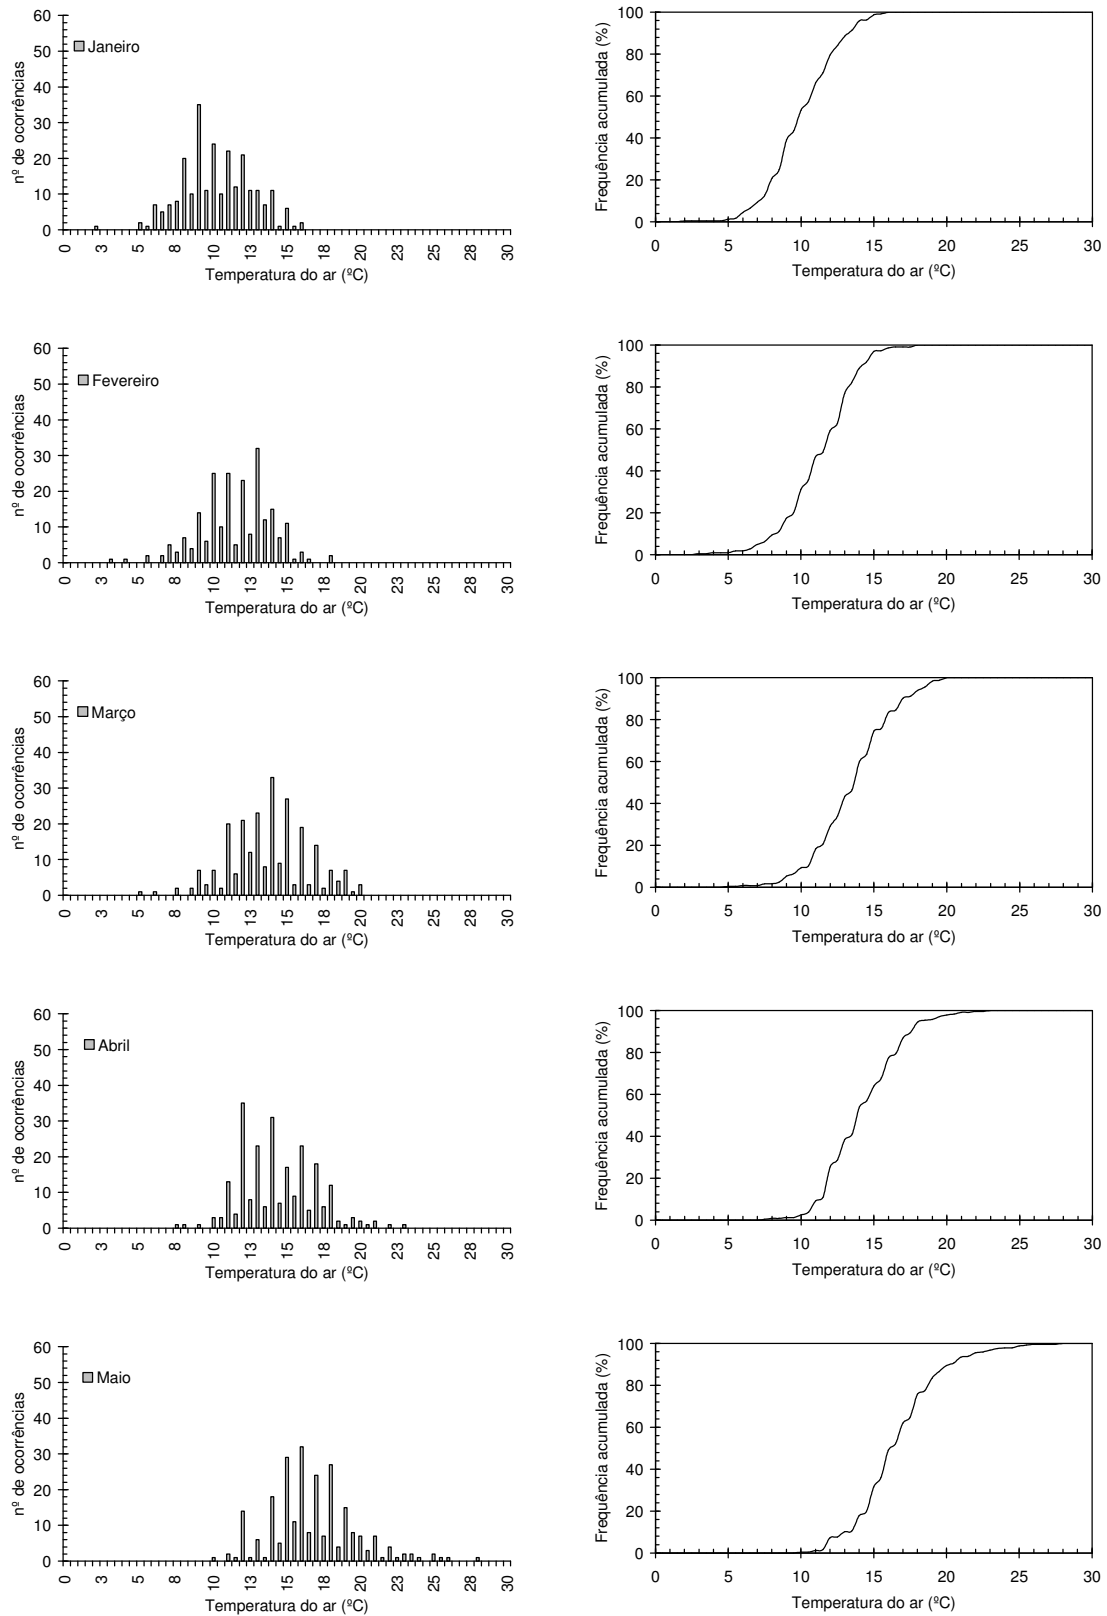 60
50
40
30
20
10
0
nº de ocorrências
Janeiro
0 3 5 8 10 13 15 18 20 23 25 28 30
Temperatura do ar (ºC)
100
80
60
40
20
0
Frequência acumulada (%)
0 5 10 15 20 25 30
Temperatura do ar (ºC)
60
50
40
30
20
10
0
nº de ocorrências
Fevereiro
0 3 5 8 10 13 15 18 20 23 25 28 30
Temperatura do ar (ºC)
100
80
60
40
20
0
Frequência acumulada (%)
0 5 10 15 20 25 30
Temperatura do ar (ºC)
60
50
40
30
20
10
0
nº de ocorrências
Março
0 3 5 8 10 13 15 18 20 23 25 28 30
Temperatura do ar (ºC)
100
80
60
40
20
0
Frequência acumulada (%)
0 5 10 15 20 25 30
Temperatura do ar (ºC)
60
50
40
30
20
10
0
nº de ocorrências
Abril
0 3 5 8 10 13 15 18 20 23 25 28 30
Temperatura do ar (ºC)
100
80
60
40
20
0
Frequência acumulada (%)
0 5 10 15 20 25 30
Temperatura do ar (ºC)
60
50
40
30
20
10
0
nº de ocorrências
Maio
0 3 5 8 10 13 15 18 20 23 25 28 30
Temperatura do ar (ºC)
100
80
60
40
20
0
Frequência acumulada (%)
0 5 10 15 20 25 30
Temperatura do ar (ºC)